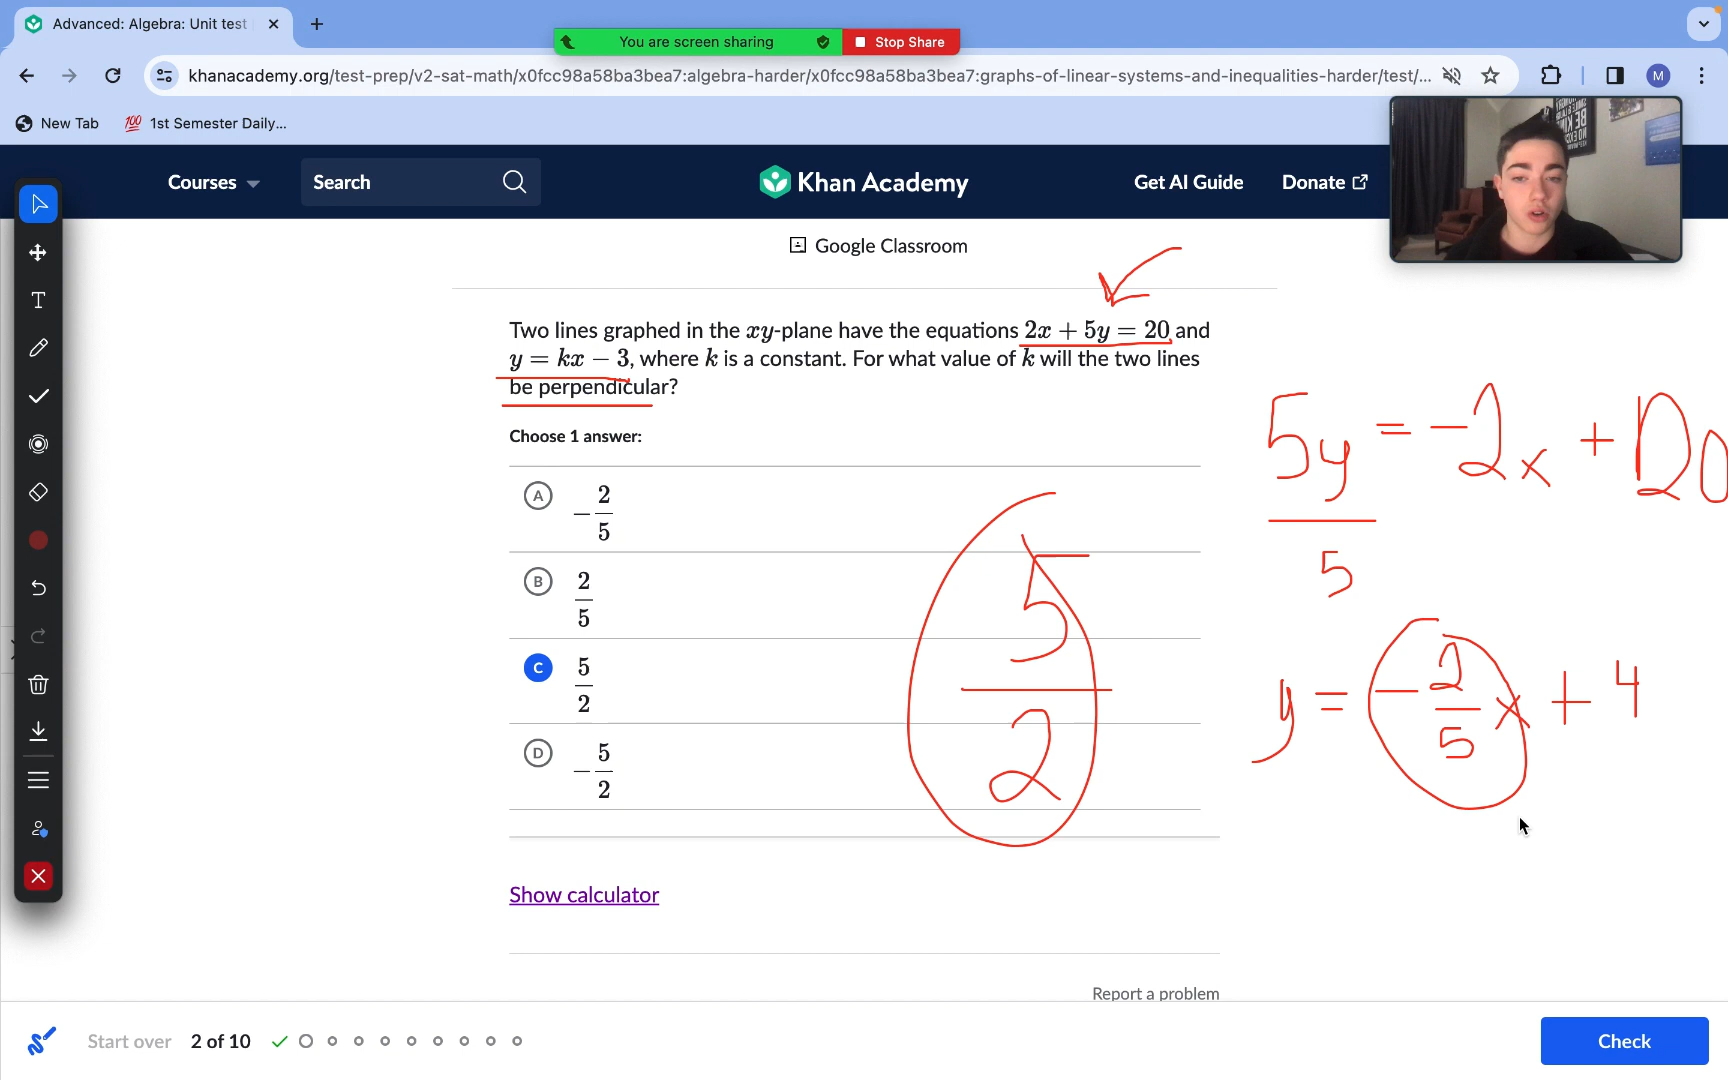 Advanced: Algebra: Unit test
You are screen sharing
Stop Share
khanacademy.org/test-prep/v2-sat-math/x0fcc98a58ba3bea7:algebra-harder/x0fcc98a58ba3bea7:graphs-of-linear-systems-and-inequalities-harder/test/...
M
New Tab
100 1st Semester Daily...
Courses
Search
Khan Academy
Get AI Guide
Donate
Google Classroom
Two lines graphed in the xy-plane have the equations 2x + 5y = 20 and
y = kx − 3, where k is a constant. For what value of k will the two lines
be perpendicular?
Choose 1 answer:
A −2/5
B 2/5
C 5/2
D −5/2
5/2
5y = -2x + 20
5
y = -2/5 x + 4
T
Show calculator
Report a problem
Start over
2 of 10
Check